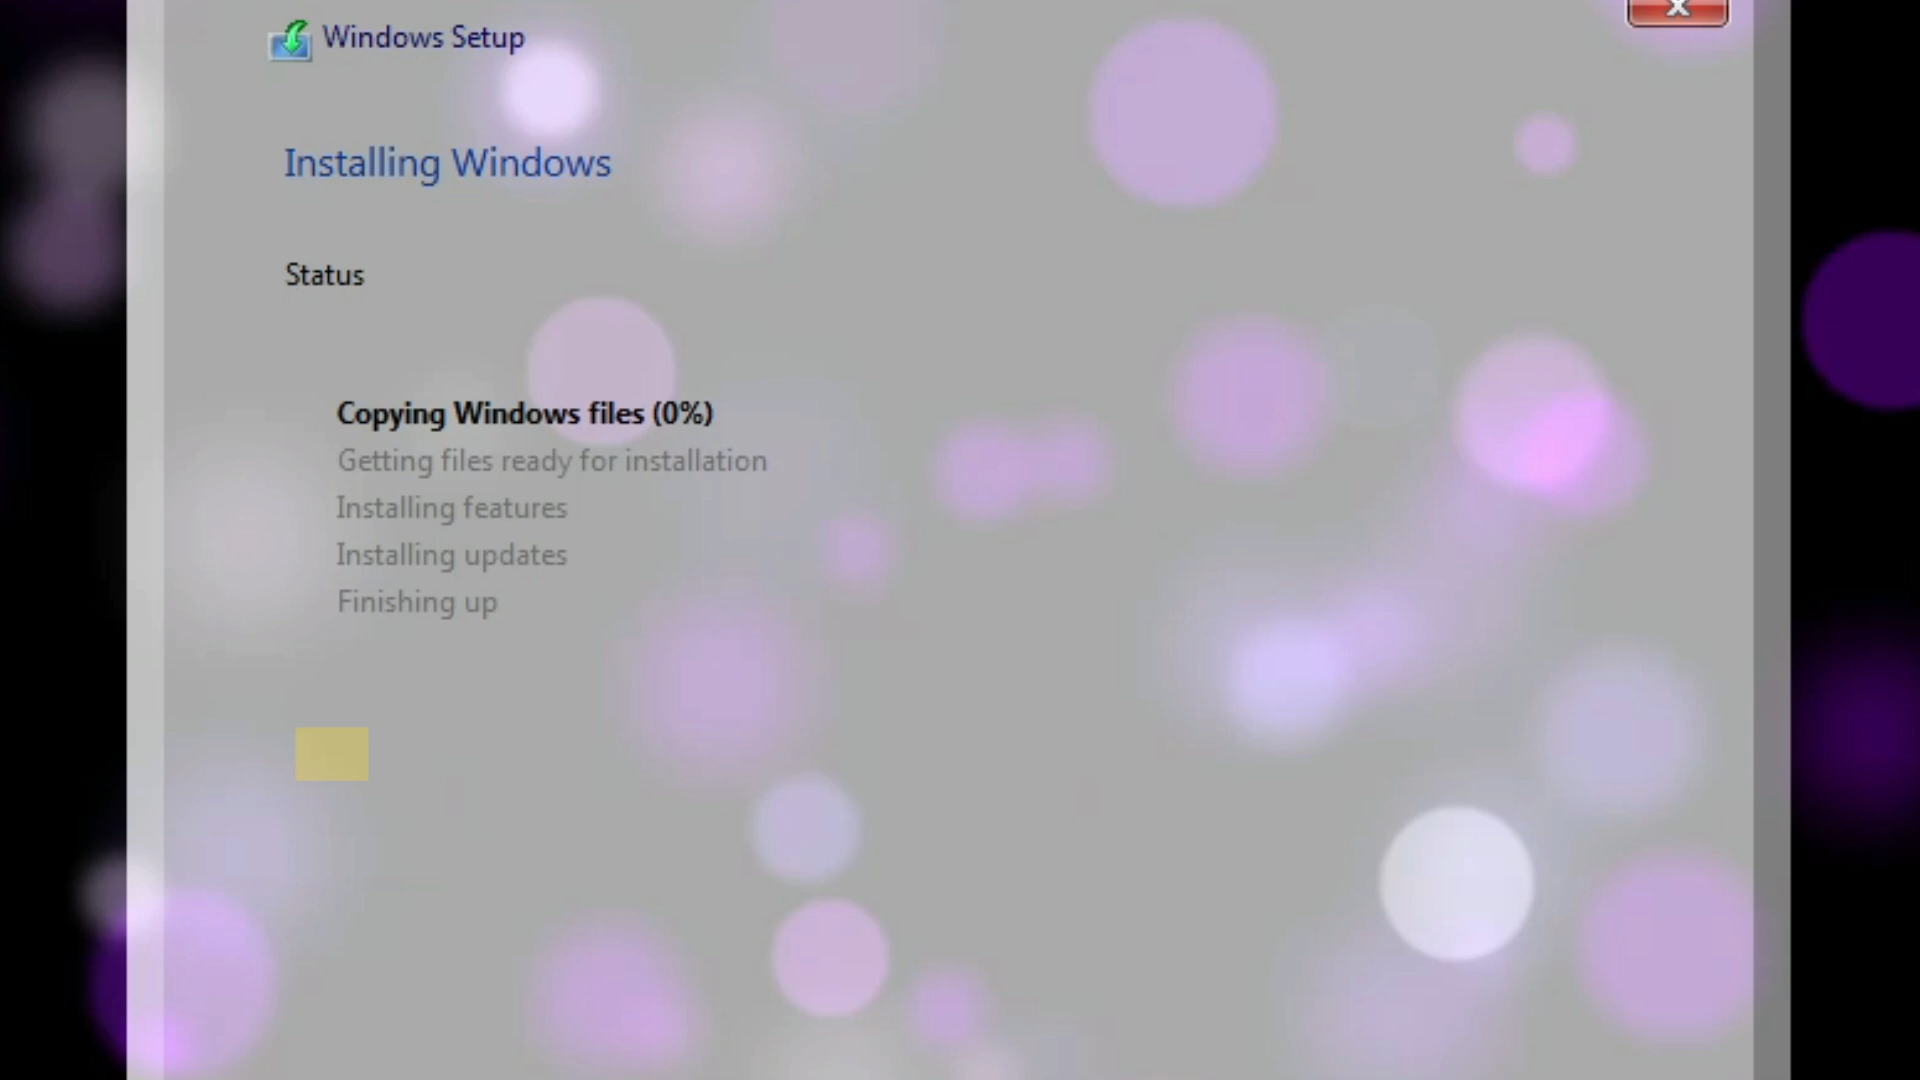 Windows Setup
Installing Windows
Status
Copying Windows files (0%)
Getting files ready for installation
Installing features
Installing updates
Finishing up